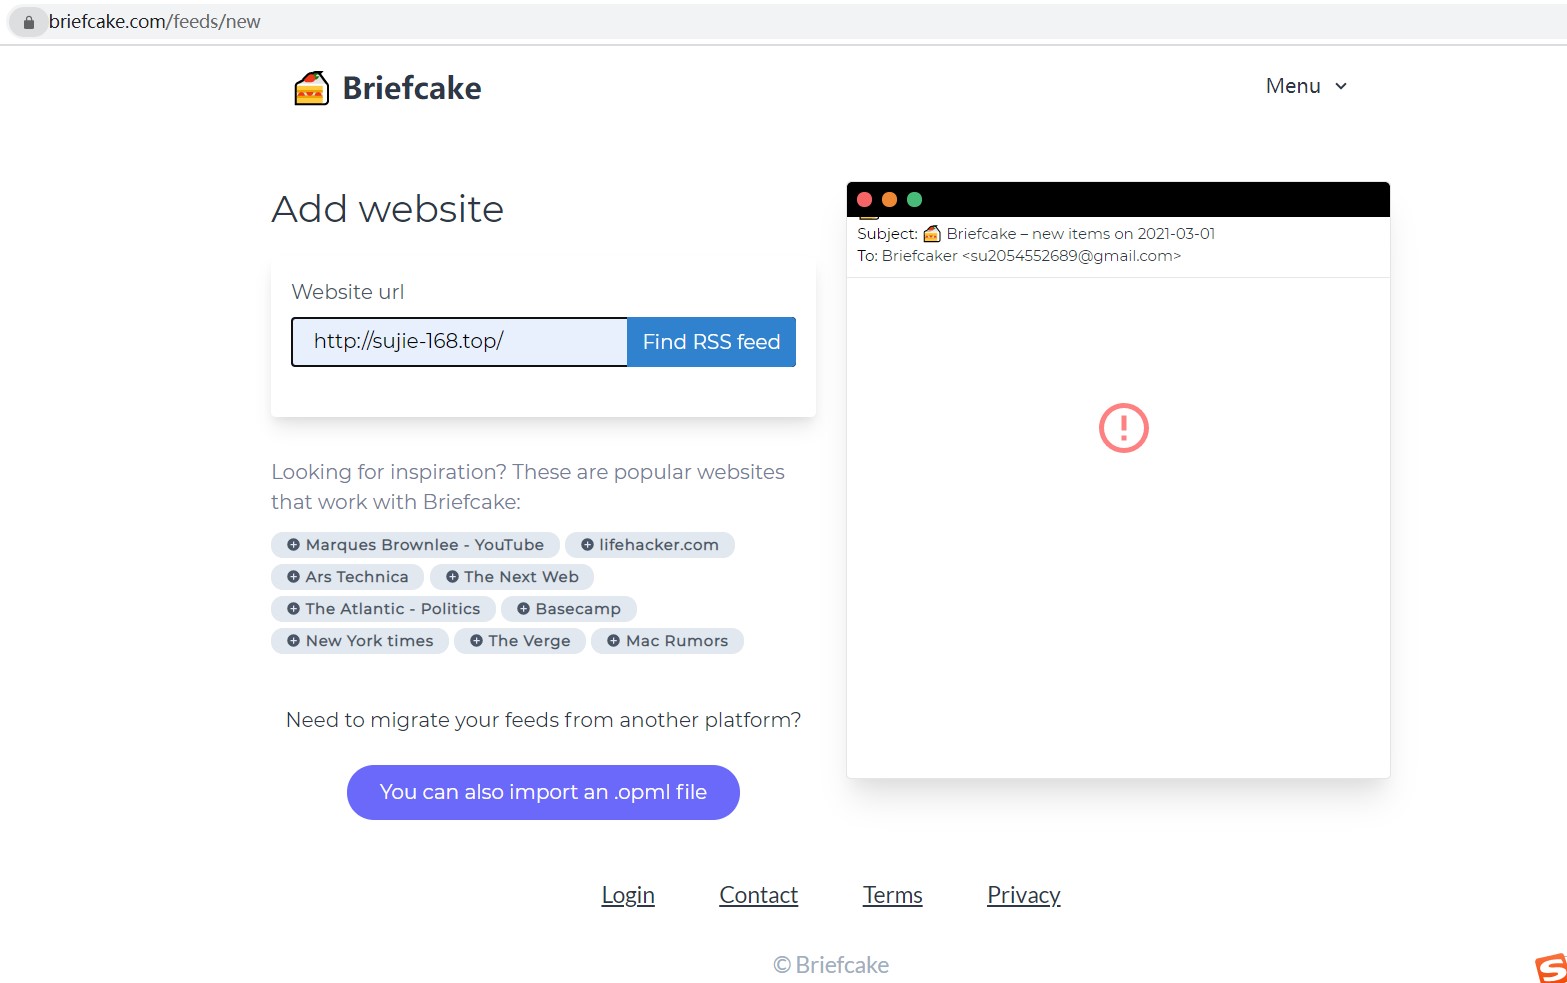 briefcake.com/feeds/new
Briefcake
Menu
Add website
Website url
http://sujie-168.top/
Find RSS feed
Looking for inspiration? These are popular websites
that work with Briefcake:
Marques Brownlee - YouTube
lifehacker.com
Ars Technica
The Next Web
The Atlantic - Politics
Basecamp
New York times
The Verge
Mac Rumors
Need to migrate your feeds from another platform?
You can also import an .opml file
Subject: 🍰 Briefcake – new items on 2021-03-01
To: Briefcaker <su2054552689@gmail.com>
Login
Contact
Terms
Privacy
© Briefcake